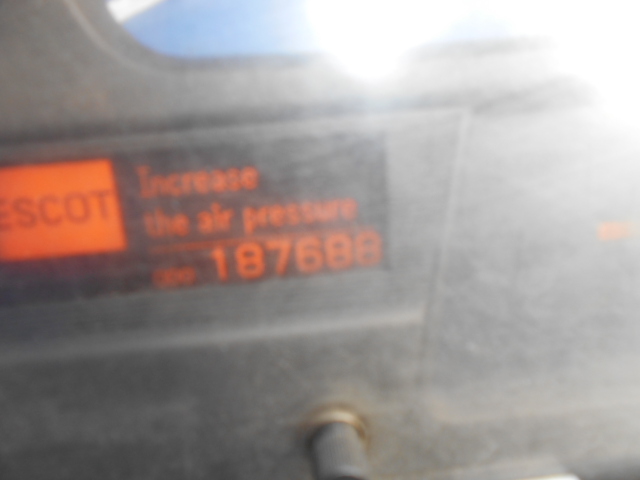 ESCOT
Increase
the air pressure
187688